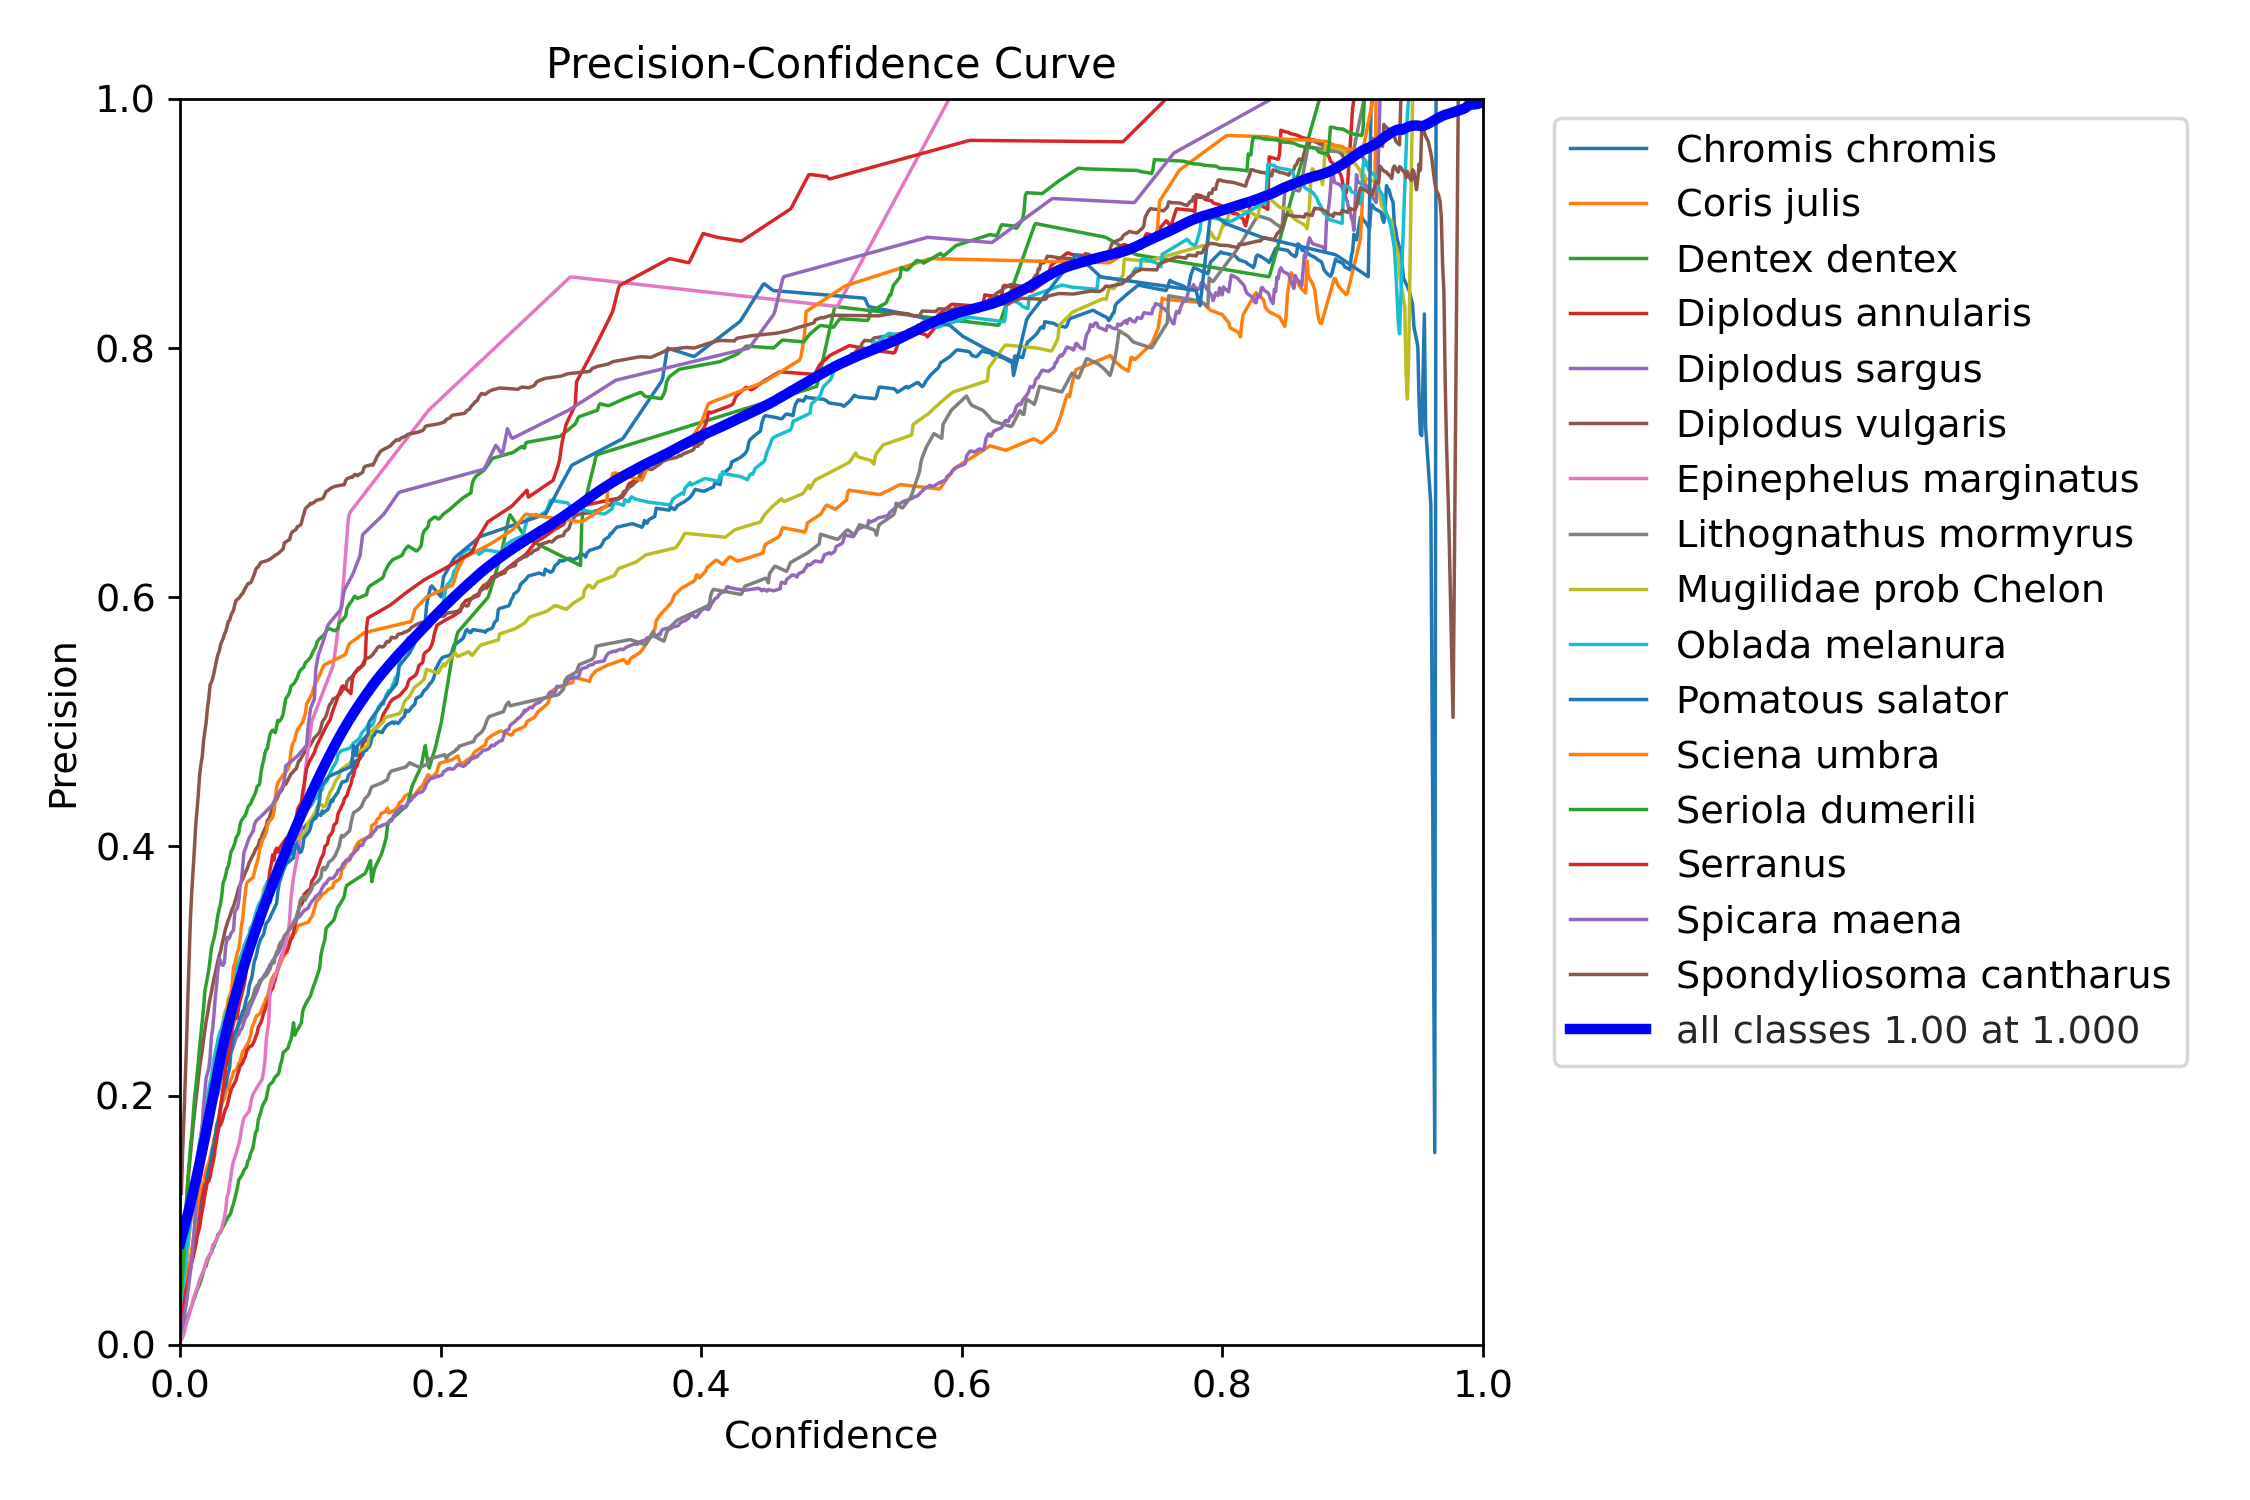 Precision-Confidence Curve
1.0
0.8
0.6
0.4
0.2
0.0
Precision
0.0 0.2 0.4 0.6 0.8 1.0
Confidence
Chromis chromis
Coris julis
Dentex dentex
Diplodus annularis
Diplodus sargus
Diplodus vulgaris
Epinephelus marginatus
Lithognathus mormyrus
Mugilidae prob Chelon
Oblada melanura
Pomatous salator
Sciena umbra
Seriola dumerili
Serranus
Spicara maena
Spondyliosoma cantharus
all classes 1.00 at 1.000